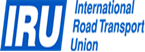 IRU
International
Road Transport
Union